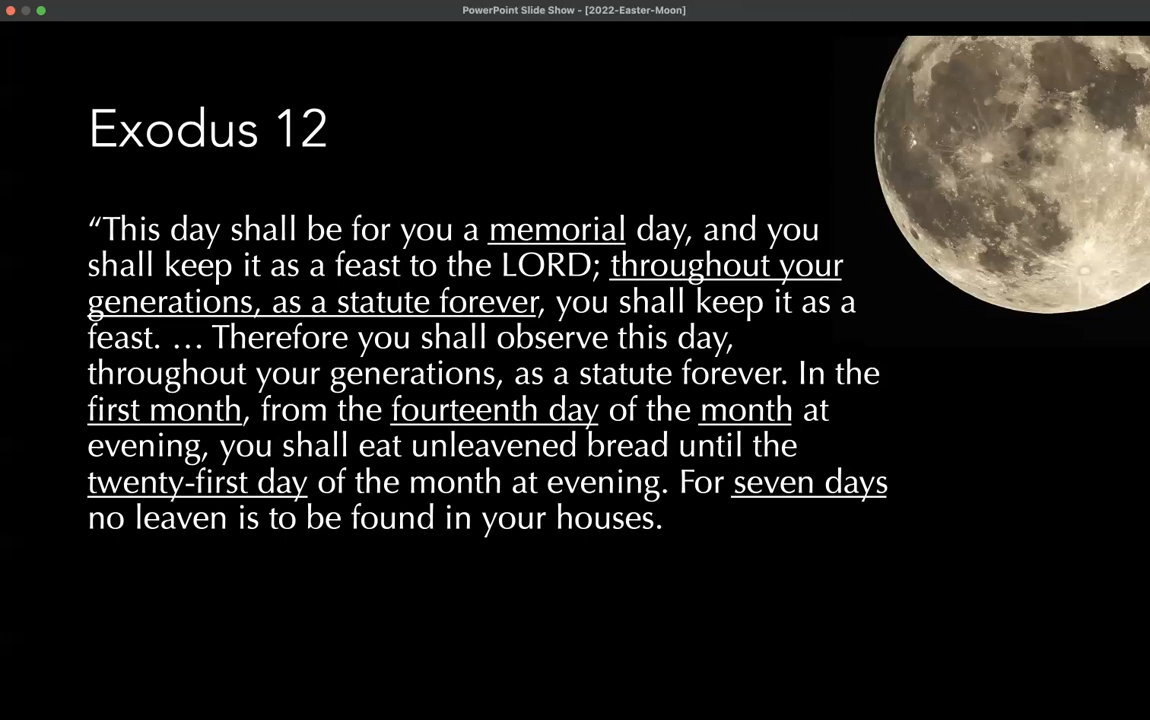 PowerPoint Slide Show - [2022-Easter-Moon]
Exodus 12
“This day shall be for you a memorial day, and you
shall keep it as a feast to the LORD; throughout your
generations, as a statute forever, you shall keep it as a
feast. … Therefore you shall observe this day,
throughout your generations, as a statute forever. In the
first month, from the fourteenth day of the month at
evening, you shall eat unleavened bread until the
twenty-first day of the month at evening. For seven days
no leaven is to be found in your houses.